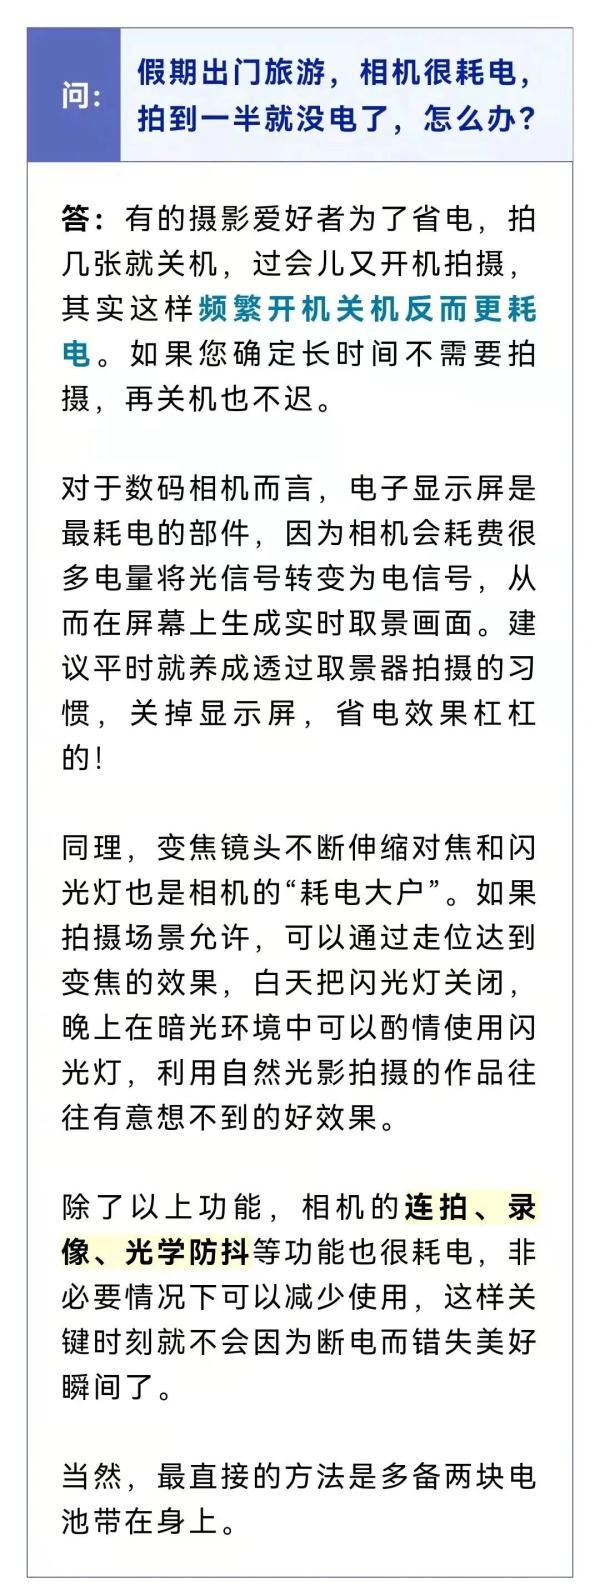 问：
假期出门旅游，相机很耗电，
拍到一半就没电了，怎么办？
答：有的摄影爱好者为了省电，拍
几张就关机，过会儿又开机拍摄，
其实这样频繁开机关机反而更耗
电。如果您确定长时间不需要拍
摄，再关机也不迟。
对于数码相机而言，电子显示屏是
最耗电的部件，因为相机会耗费很
多电量将光信号转变为电信号，从
而在屏幕上生成实时取景画面。建
议平时就养成透过取景器拍摄的习
惯，关掉显示屏，省电效果杠杠
的！
同理，变焦镜头不断伸缩对焦和闪
光灯也是相机的“耗电大户”。如果
拍摄场景允许，可以通过走位达到
变焦的效果，白天把闪光灯关闭，
晚上在暗光环境中可以酌情使用闪
光灯，利用自然光影拍摄的作品往
往有意想不到的好效果。
除了以上功能，相机的连拍、录
像、光学防抖等功能也很耗电，非
必要情况下可以减少使用，这样关
键时刻就不会因为断电而错失美好
瞬间了。
当然，最直接的方法是多备两块电
池带在身上。